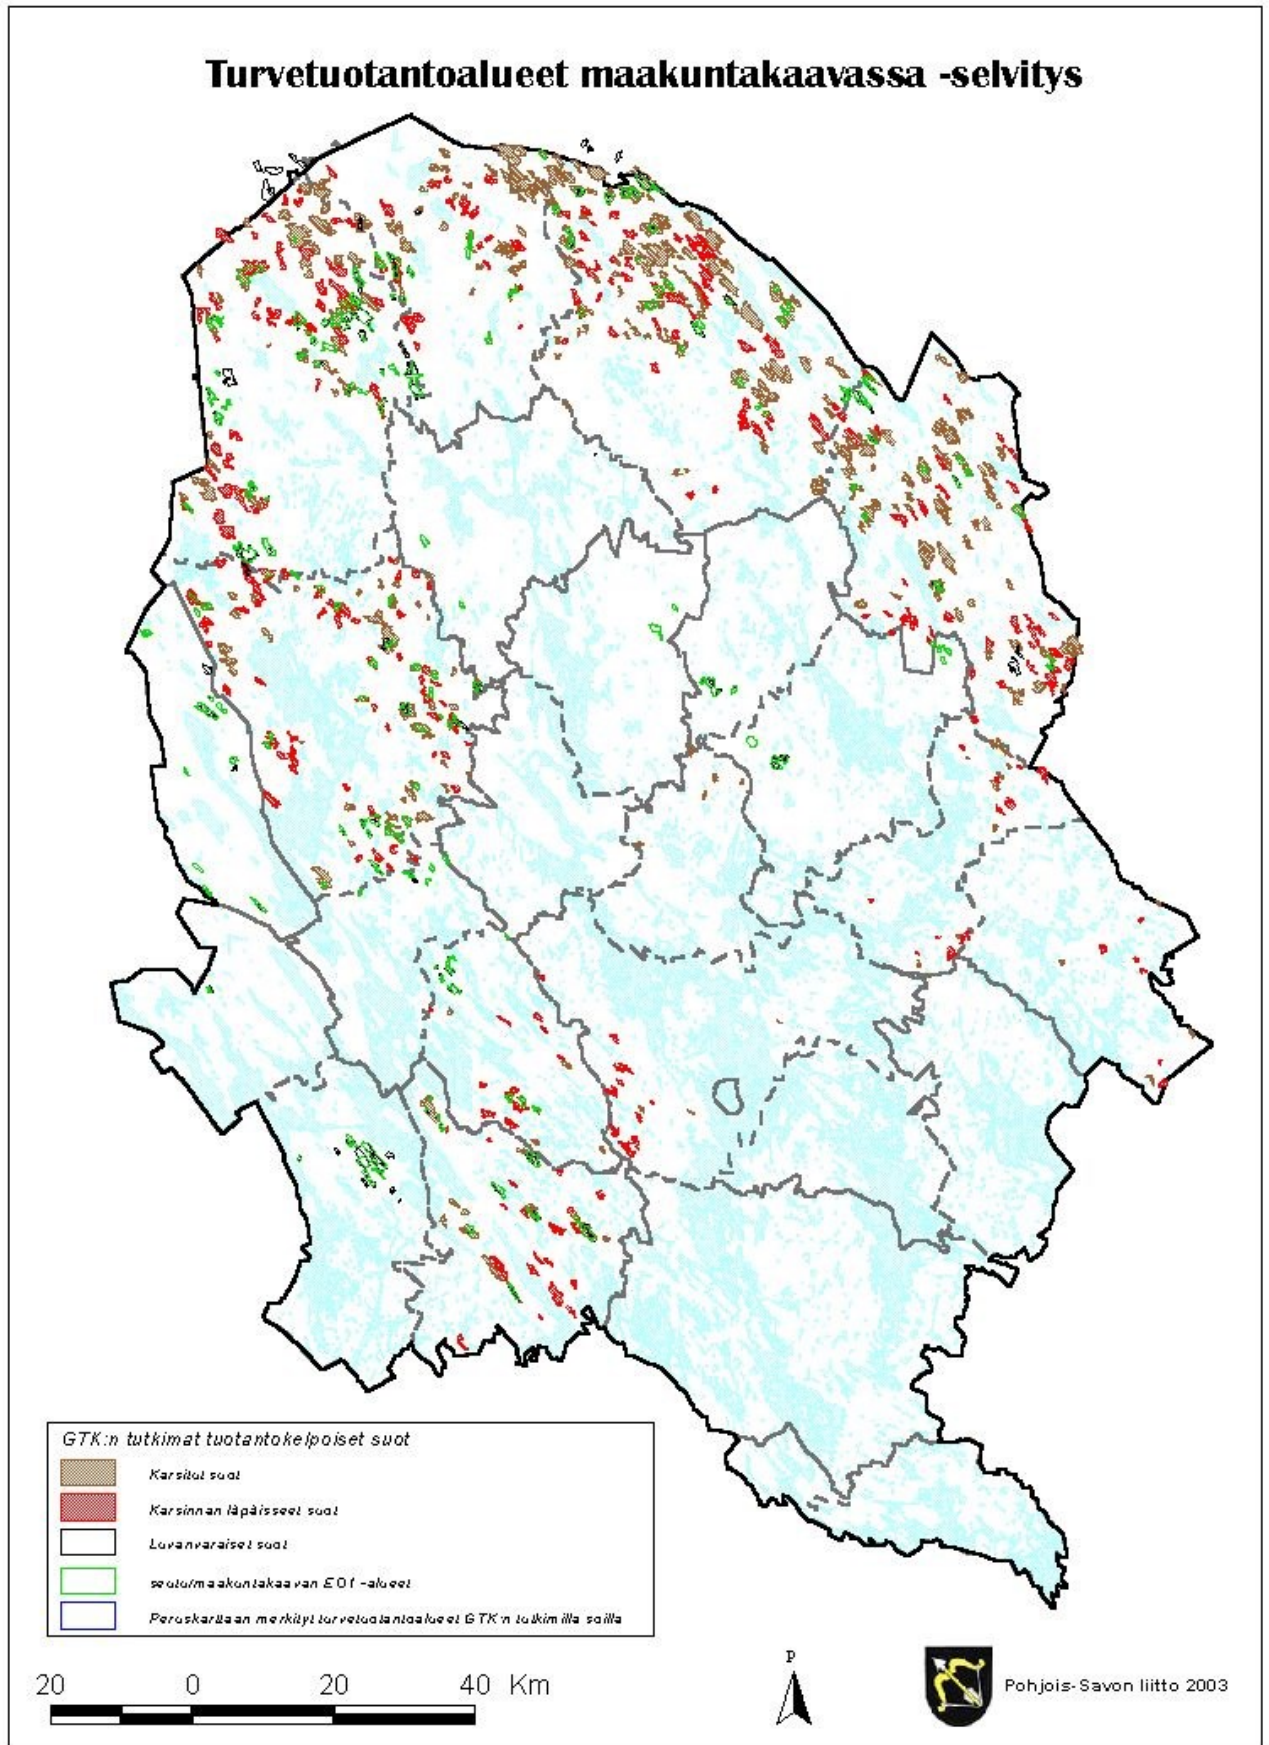 Turvetuotantoalueet maakuntakaavassa -selvitys
GTK:n tutkimat tuotantokelpoiset suot
Karsitut suot
Karsinnan läpäisseet suot
Luvanvaraiset suot
seutu/maakuntakaavan EO1 -alueet
Peruskarttaan merkityt turvetuotantoalueet GTK:n tutkimilla soilla
20 0 20 40 Km
P
Pohjois-Savon liitto 2003